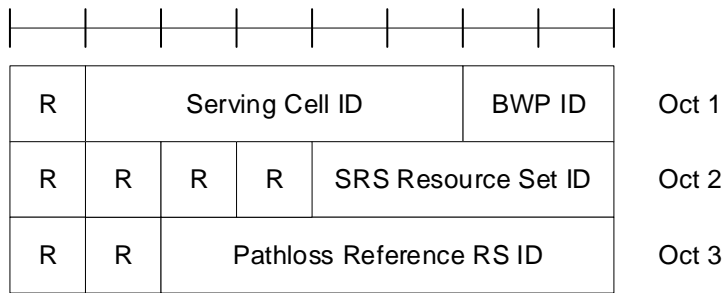 R Serving Cell ID BWP ID Oct 1
R R R R SRS Resource Set ID Oct 2
R R Pathloss Reference RS ID Oct 3